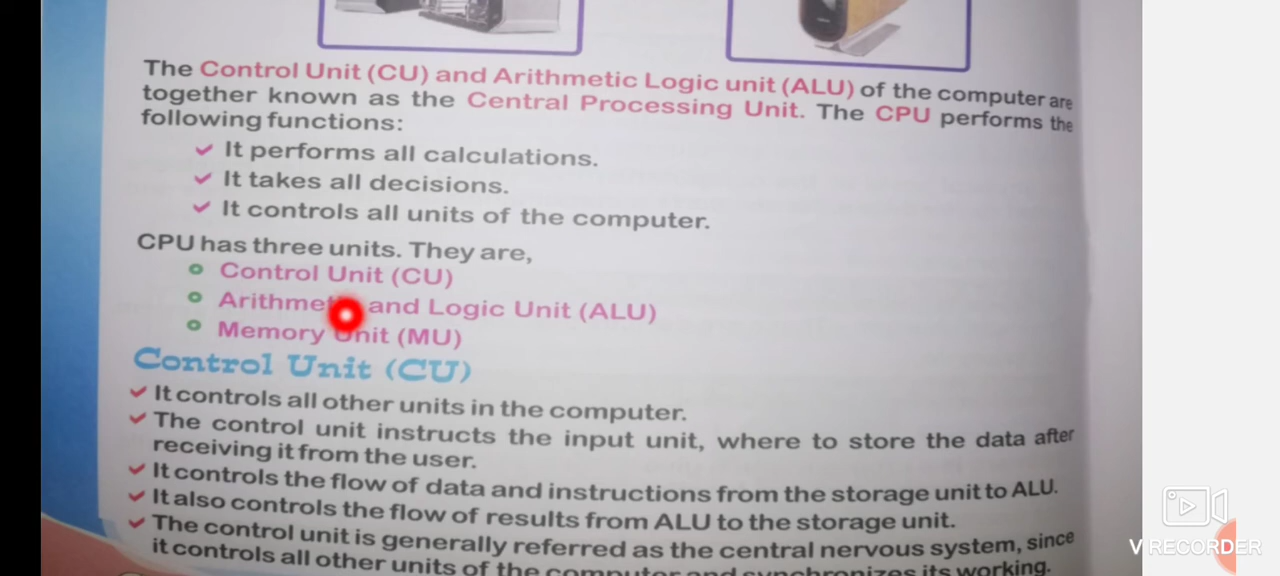 The Control Unit (CU) and Arithmetic Logic unit (ALU) of the computer are
together known as the Central Processing Unit. The CPU performs the
following functions:
It performs all calculations.
It takes all decisions.
It controls all units of the computer.
CPU has three units. They are,
Control Unit (CU)
and Logic Unit (ALU)
Memory Unit (MU)
Control Unit (CU)
It controls all other units in the computer.
The control unit instructs the input unit, where to store the data after
receiving it from the user.
It controls the flow of data and instructions from the storage unit to ALU.
It also controls the flow of results from ALU to the storage unit.
The control unit is generally referred as the central nervous system, since
it controls all other units of the computer and synchronizes its working.
V RECORDER